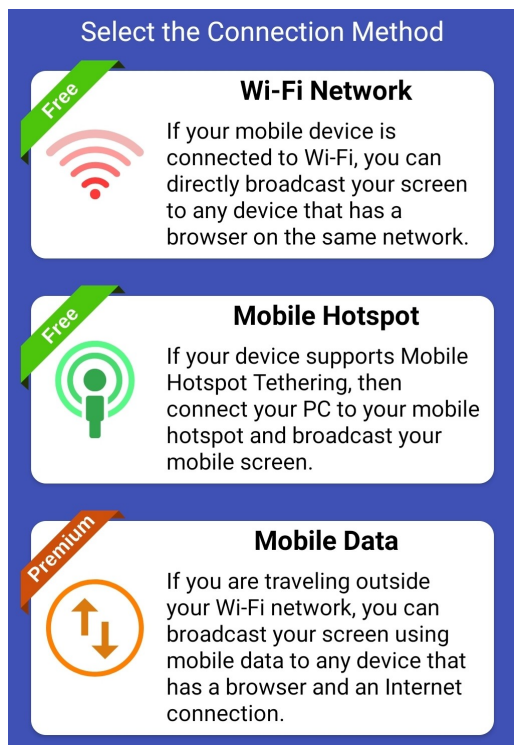 Select the Connection Method
Free
Wi-Fi Network
If your mobile device is
connected to Wi-Fi, you can
directly broadcast your screen
to any device that has a
browser on the same network.
Free
Mobile Hotspot
If your device supports Mobile
Hotspot Tethering, then
connect your PC to your mobile
hotspot and broadcast your
mobile screen.
Premium
Mobile Data
If you are traveling outside
your Wi-Fi network, you can
broadcast your screen using
mobile data to any device that
has a browser and an Internet
connection.